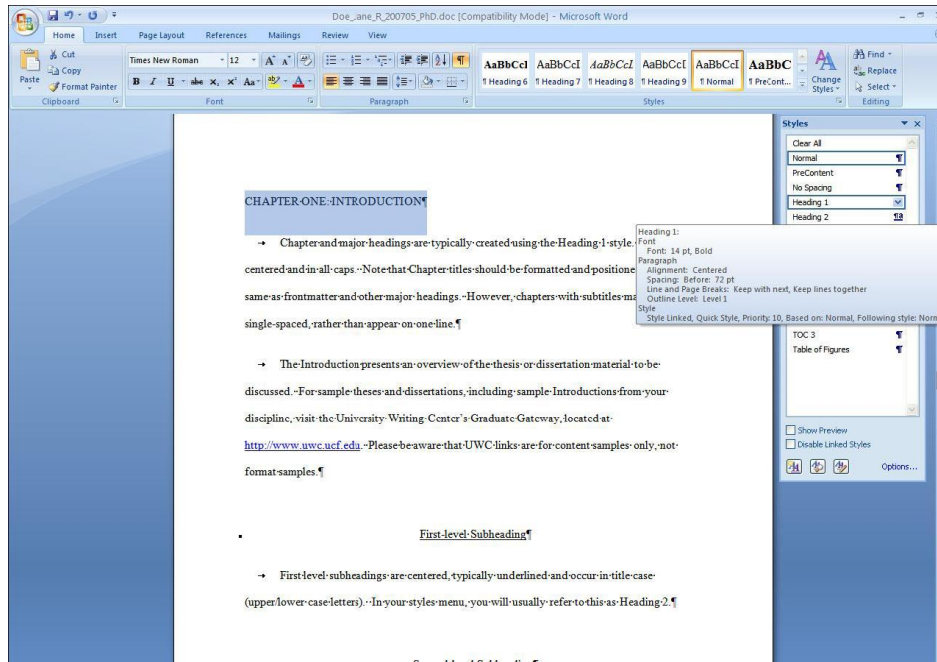 Doe_Jane_R_200705_PhD.doc [Compatibility Mode] - Microsoft Word
Home Insert Page Layout References Mailings Review View
Paste
Cut
Copy
Format Painter
Clipboard
Times New Roman 12
Font
Paragraph
AaBbCcI AaBbCcI AaBbCcI AaBbCcI AaBbCcI AaBbC
¶ Heading 6 ¶ Heading 7 ¶ Heading 8 ¶ Heading 9 ¶ Normal ¶ PreCont...
Change Styles
Styles
Find
Replace
Select
Editing
CHAPTER ONE: INTRODUCTION¶
Chapter and major headings are typically created using the Heading 1 style.
centered and in all caps. Note that Chapter titles should be formatted and positione
same as frontmatter and other major headings. However, chapters with subtitles ma
single-spaced, rather than appear on one line.¶
The Introduction presents an overview of the thesis or dissertation material to be
discussed. For sample theses and dissertations, including sample Introductions from your
discipline, visit the University Writing Center's Graduate Gateway, located at
http://www.uwc.ucf.edu. Please be aware that UWC links are for content samples only, not
format samples.¶
First-level Subheading¶
First level subheadings are centered, typically underlined and occur in title case
(upper/lower case letters). In your styles menu, you will usually refer to this as Heading 2.¶
Styles
Clear All
Normal
PreContent
No Spacing
Heading 1
Heading 2
Heading 1:
Font
Font: 14 pt, Bold
Paragraph
Alignment: Centered
Spacing: Before: 72 pt
Line and Page Breaks: Keep with next, Keep lines together
Outline Level: Level 1
Style
Style Linked, Quick Style, Priority: 10, Based on: Normal, Following style: Norm
TOC 3
Table of Figures
Show Preview
Disable Linked Styles
Options...